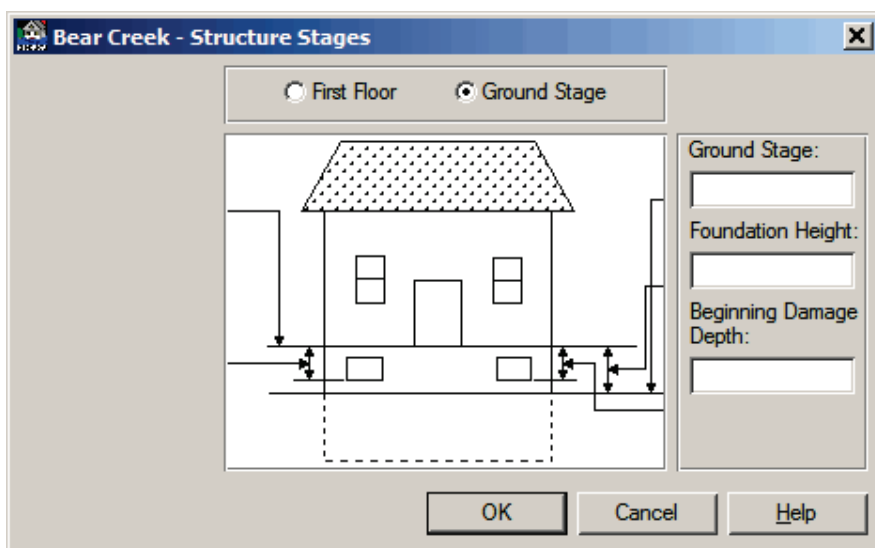 Bear Creek - Structure Stages
First Floor
Ground Stage
Ground Stage:
Foundation Height:
Beginning Damage
Depth:
OK
Cancel
Help